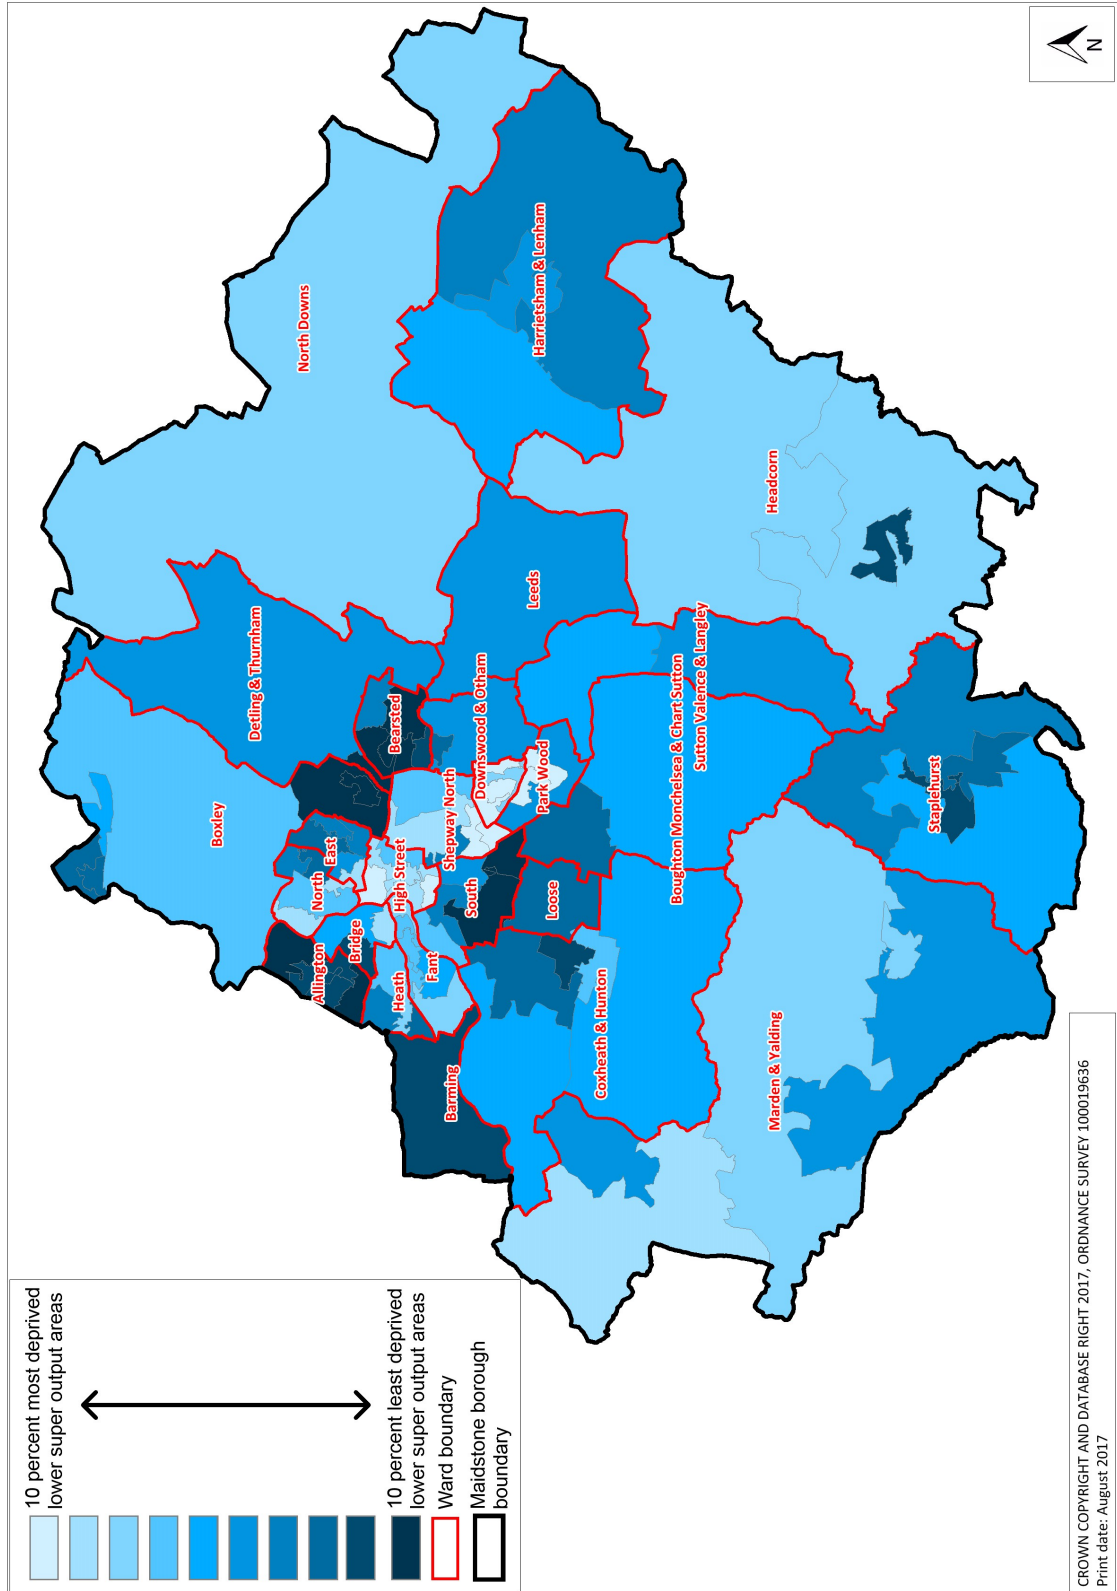 10 percent most deprived
lower super output areas
10 percent least deprived
lower super output areas
Ward boundary
Maidstone borough
boundary
N
North Downs
Harrietsham & Lenham
Headcorn
Detling & Thurnham
Leeds
Boxley
Bearsted
Downswood & Otham
Sutton Valence & Langley
Boughton Monchelsea & Chart Sutton
Park Wood
Shepway North
East
North
High Street
South
Loose
Staplehurst
Allington
Bridge
Heath
Fant
Barming
Coxheath & Hunton
Marden & Yalding
CROWN COPYRIGHT AND DATABASE RIGHT 2017, ORDNANCE SURVEY 100019636
Print date: August 2017